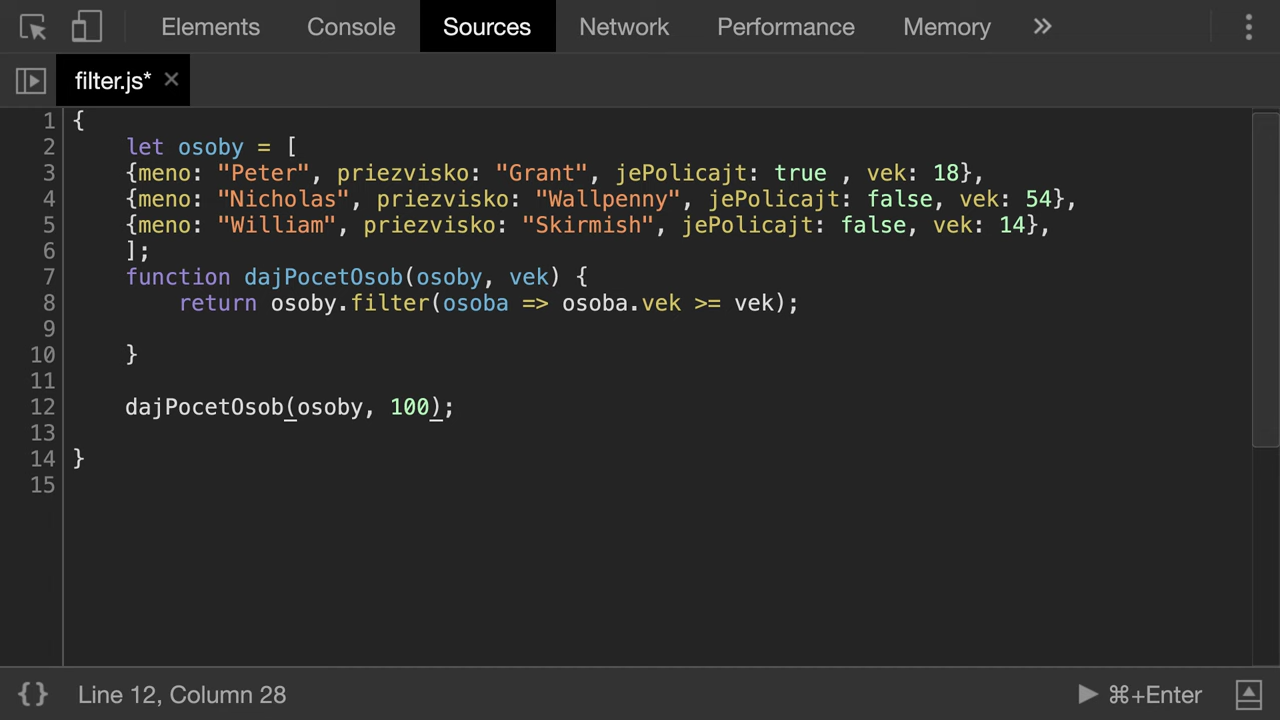 Elements Console Sources Network Performance Memory »
filter.js* ×
1 {
2     let osoby = [
3     {meno: "Peter", priezvisko: "Grant", jePolicajt: true , vek: 18},
4     {meno: "Nicholas", priezvisko: "Wallpenny", jePolicajt: false, vek: 54},
5     {meno: "William", priezvisko: "Skirmish", jePolicajt: false, vek: 14},
6     ];
7     function dajPocetOsob(osoby, vek) {
8         return osoby.filter(osoba => osoba.vek >= vek);
9
10     }
11
12     dajPocetOsob(osoby, 100);
13
14 }
15
{} Line 12, Column 28 ⌘+Enter